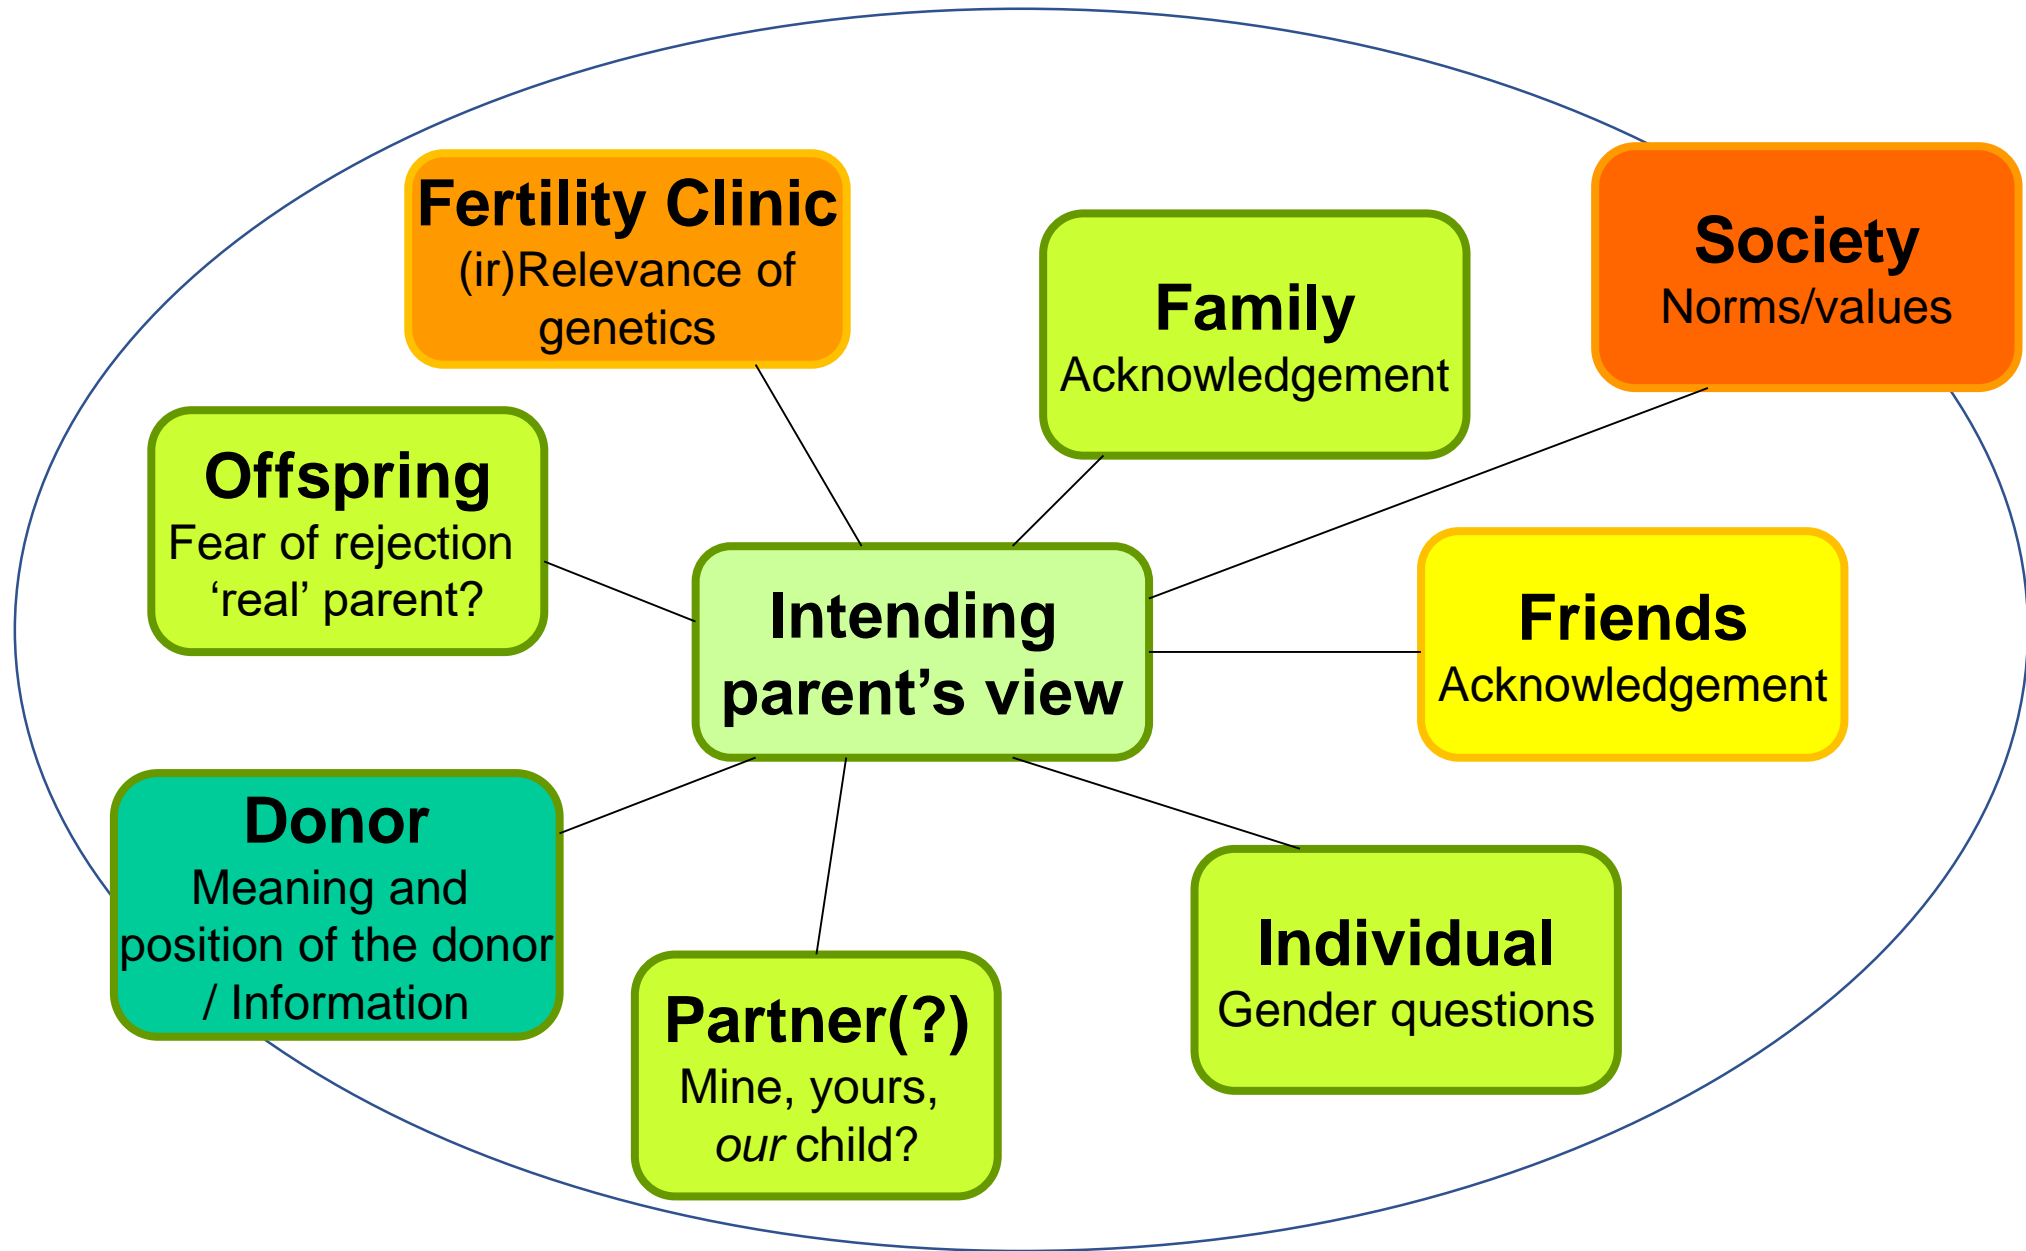 Fertility Clinic
(ir)Relevance of
genetics
Family
Acknowledgement
Society
Norms/values
Offspring
Fear of rejection
‘real’ parent?
Intending
parent’s view
Friends
Acknowledgement
Donor
Meaning and
position of the donor
/ Information
Partner(?)
Mine, yours,
our child?
Individual
Gender questions